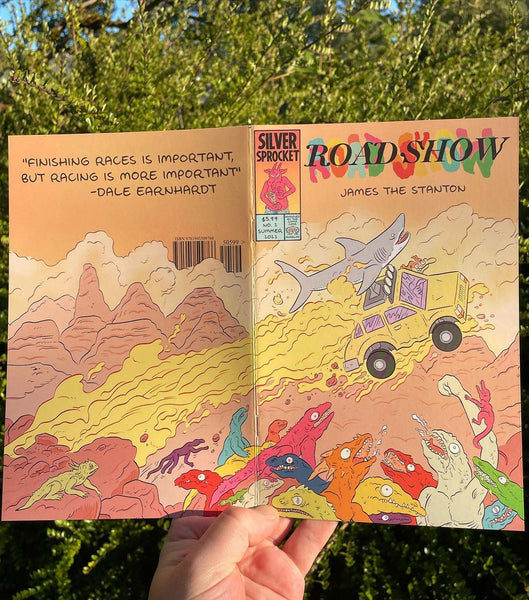 "FINISHING RACES IS IMPORTANT,
BUT RACING IS MORE IMPORTANT"
-DALE EARNHARDT
SILVER
SPROCKET
$5.99
NO. 1
SUMMER
2021
ROAD SHOW
JAMES THE STANTON